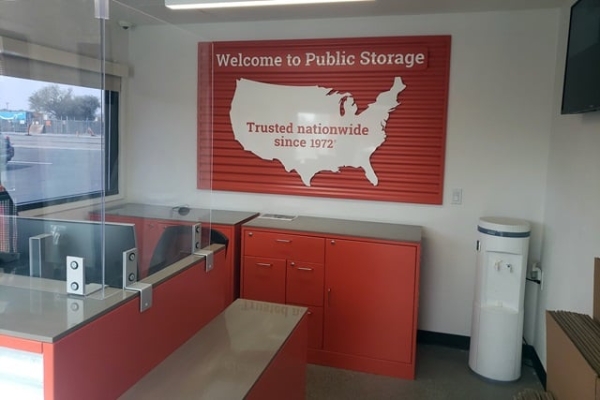 Welcome to Public Storage
Trusted nationwide
since 1972